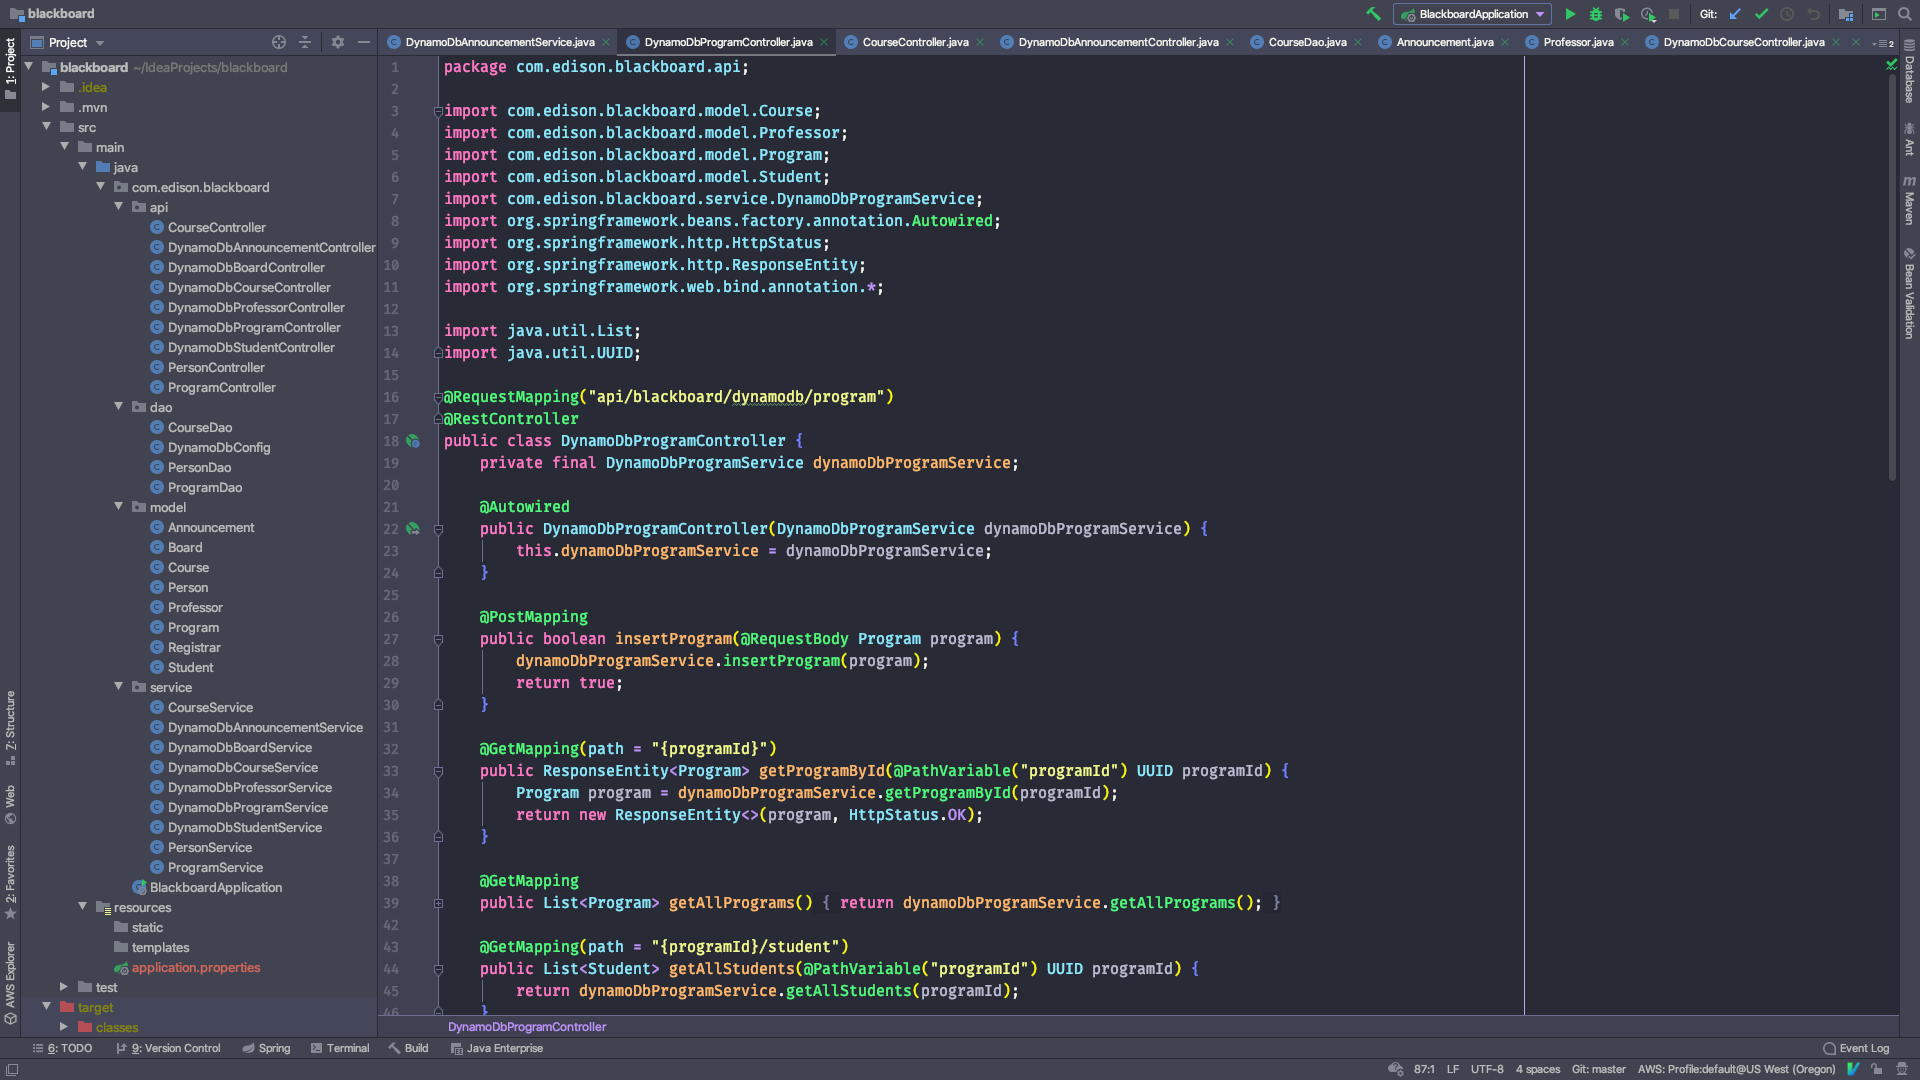 blackboard
BlackboardApplication
Git:
Project
DynamoDbAnnouncementService.java
DynamoDbProgramController.java
CourseController.java
DynamoDbAnnouncementController.java
CourseDao.java
Announcement.java
Professor.java
DynamoDbCourseController.java
2
1: Project
Z: Structure
Web
2: Favorites
AWS Explorer
blackboard ~/IdeaProjects/blackboard
.idea
.mvn
src
main
java
com.edison.blackboard
api
CourseController
DynamoDbAnnouncementController
DynamoDbBoardController
DynamoDbCourseController
DynamoDbProfessorController
DynamoDbProgramController
DynamoDbStudentController
PersonController
ProgramController
dao
CourseDao
DynamoDbConfig
PersonDao
ProgramDao
model
Announcement
Board
Course
Person
Professor
Program
Registrar
Student
service
CourseService
DynamoDbAnnouncementService
DynamoDbBoardService
DynamoDbCourseService
DynamoDbProfessorService
DynamoDbProgramService
DynamoDbStudentService
PersonService
ProgramService
BlackboardApplication
resources
static
templates
application.properties
test
target
classes
1 package com.edison.blackboard.api;
2
3 import com.edison.blackboard.model.Course;
4 import com.edison.blackboard.model.Professor;
5 import com.edison.blackboard.model.Program;
6 import com.edison.blackboard.model.Student;
7 import com.edison.blackboard.service.DynamoDbProgramService;
8 import org.springframework.beans.factory.annotation.Autowired;
9 import org.springframework.http.HttpStatus;
10 import org.springframework.http.ResponseEntity;
11 import org.springframework.web.bind.annotation.*;
12
13 import java.util.List;
14 import java.util.UUID;
15
16 @RequestMapping("api/blackboard/dynamodb/program")
17 @RestController
18 public class DynamoDbProgramController {
19 private final DynamoDbProgramService dynamoDbProgramService;
20
21 @Autowired
22 public DynamoDbProgramController(DynamoDbProgramService dynamoDbProgramService) {
23 this.dynamoDbProgramService = dynamoDbProgramService;
24 }
25
26 @PostMapping
27 public boolean insertProgram(@RequestBody Program program) {
28 dynamoDbProgramService.insertProgram(program);
29 return true;
30 }
31
32 @GetMapping(path = "{programId}")
33 public ResponseEntity<Program> getProgramById(@PathVariable("programId") UUID programId) {
34 Program program = dynamoDbProgramService.getProgramById(programId);
35 return new ResponseEntity<>(program, HttpStatus.OK);
36 }
37
38 @GetMapping
39 public List<Program> getAllPrograms() { return dynamoDbProgramService.getAllPrograms(); }
42
43 @GetMapping(path = "{programId}/student")
44 public List<Student> getAllStudents(@PathVariable("programId") UUID programId) {
45 return dynamoDbProgramService.getAllStudents(programId);
46 }
DynamoDbProgramController
Database
Ant
Maven
Bean Validation
6: TODO
9: Version Control
Spring
Terminal
Build
Java Enterprise
Event Log
87:1
LF
UTF-8
4 spaces
Git: master
AWS: Profile:default@US West (Oregon)